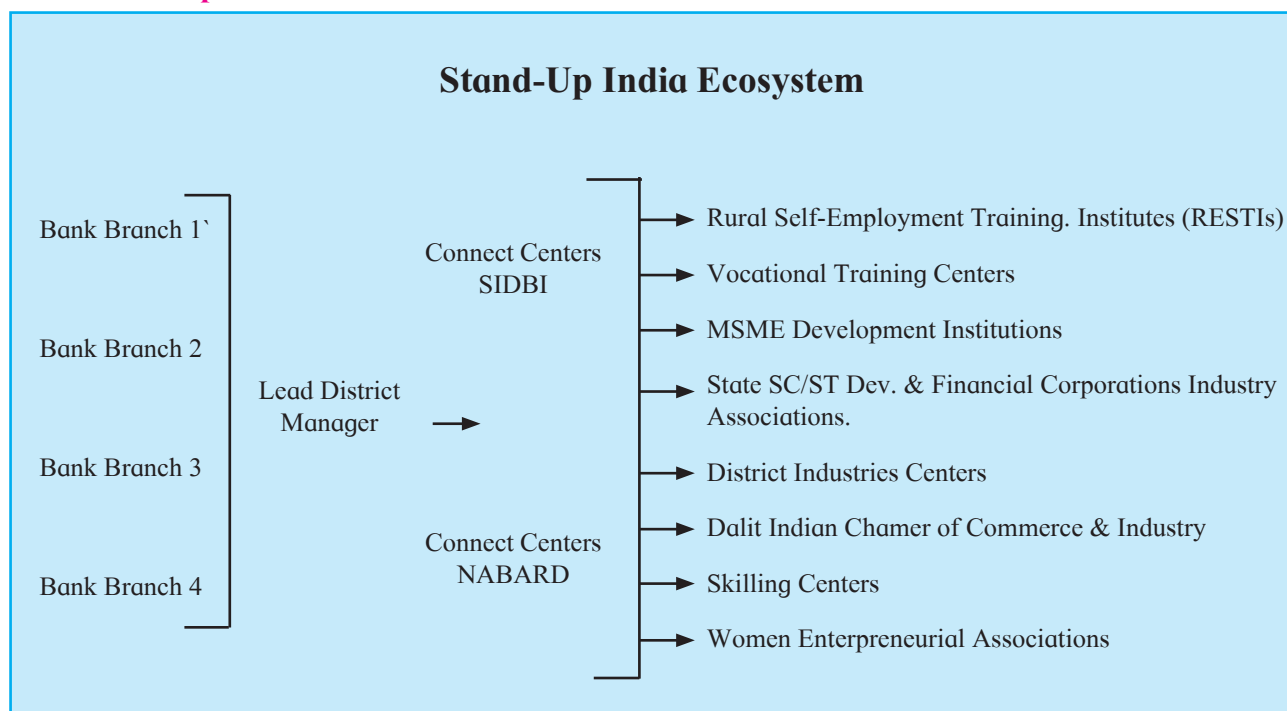 Stand-Up India Ecosystem
Bank Branch 1`
Bank Branch 2
Bank Branch 3
Bank Branch 4
Lead District
Manager
Connect Centers
SIDBI
Connect Centers
NABARD
Rural Self-Employment Training. Institutes (RESTIs)
Vocational Training Centers
MSME Development Institutions
State SC/ST Dev. & Financial Corporations Industry
Associations.
District Industries Centers
Dalit Indian Chamer of Commerce & Industry
Skilling Centers
Women Enterpreneurial Associations